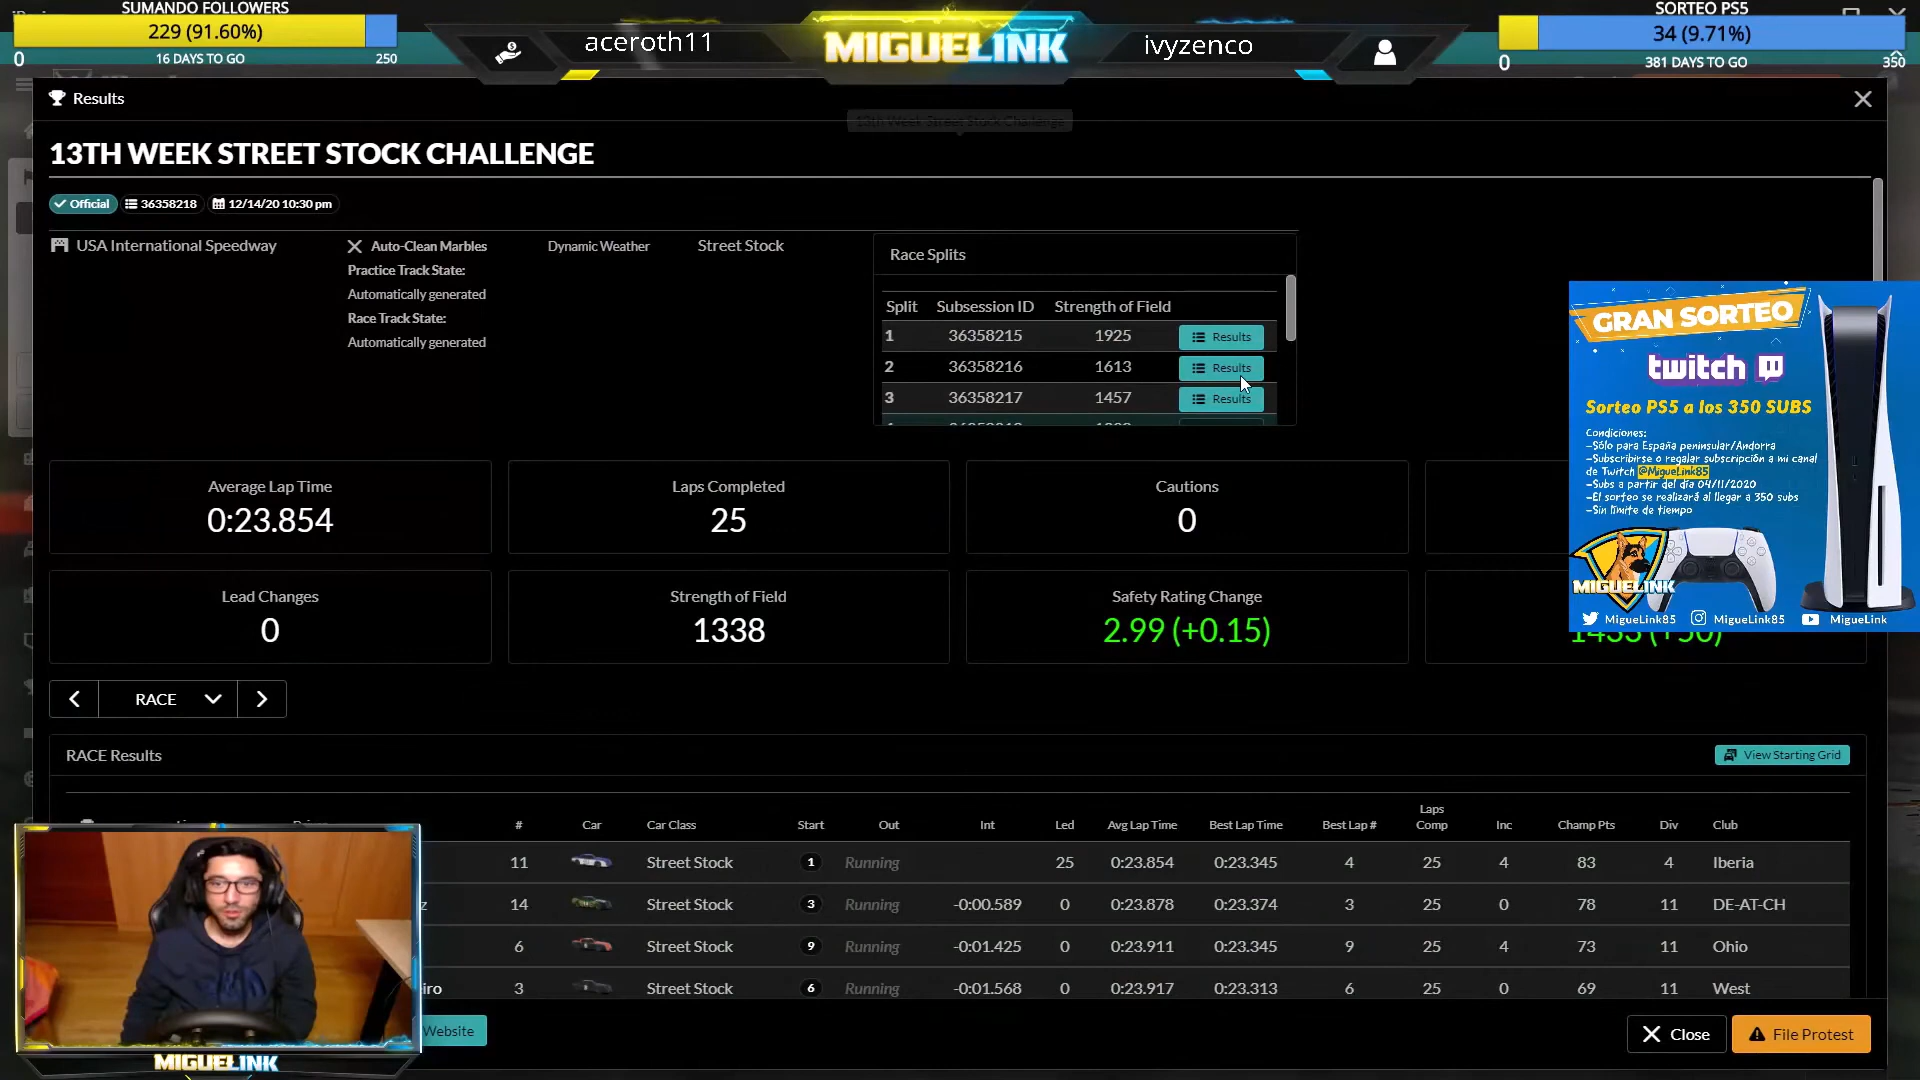 SUMANDO FOLLOWERS
229 (91.60%)
0 16 DAYS TO GO 250
aceroth11
MIGUELINK
ivyzenco
SORTEO PS5
34 (9.71%)
0 381 DAYS TO GO 350
Results
13th Week Street Stock Challenge
13TH WEEK STREET STOCK CHALLENGE
Official 36358218 12/14/20 10:30 pm
USA International Speedway
Auto-Clean Marbles
Practice Track State:
Automatically generated
Race Track State:
Automatically generated
Dynamic Weather
Street Stock
Race Splits
Split Subsession ID Strength of Field
1 36358215 1925 Results
2 36358216 1613 Results
3 36358217 1457 Results
GRAN SORTEO
twitch
Sorteo PS5 a los 350 SUBS
Condiciones:
-Sólo para España peninsular/Andorra
-Subscribirse o regalar subscripción a mi canal
de Twitch @MigueLink85
-Subs a partir del día 04/11/2020
-El sorteo se realizará al llegar a 350 subs
-Sin límite de tiempo
MIGUELINK
MigueLink85 MigueLink85 MigueLink
Average Lap Time
0:23.854
Laps Completed
25
Cautions
0
Lead Changes
0
Strength of Field
1338
Safety Rating Change
2.99 (+0.15)
RACE
RACE Results
View Starting Grid
# Car Car Class Start Out Int Led Avg Lap Time Best Lap Time Best Lap # Laps Comp Inc Champ Pts Div Club
11 Street Stock 1 Running 25 0:23.854 0:23.345 4 25 4 83 4 Iberia
z 14 Street Stock 3 Running -0:00.589 0 0:23.878 0:23.374 3 25 0 78 11 DE-AT-CH
6 Street Stock 9 Running -0:01.425 0 0:23.911 0:23.345 9 25 4 73 11 Ohio
iro 3 Street Stock 6 Running -0:01.568 0 0:23.917 0:23.313 6 25 0 69 11 West
Website
Close
File Protest
MIGUELINK